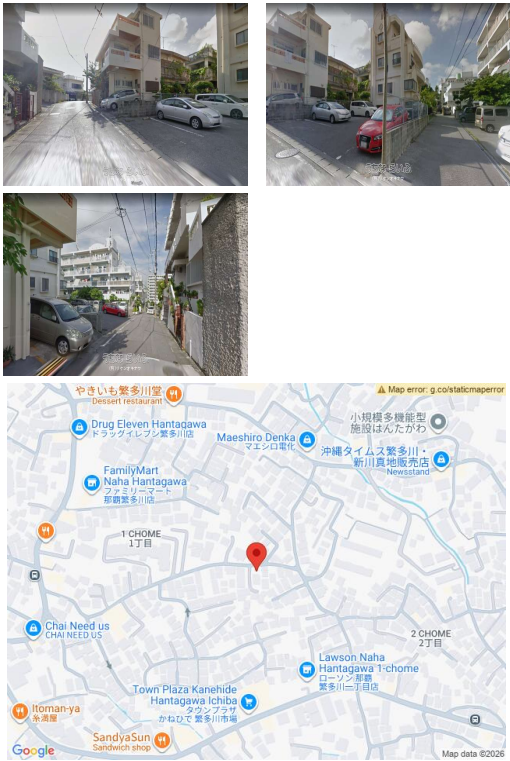 やきいも繁多川堂
Dessert restaurant
Map error: g.co/staticmaperror
Drug Eleven Hantagawa
ドラッグイレブン繁多川店
Maeshiro Denka
マエシロ電化
小規模多機能型
施設はんたがわ
沖縄タイムス繁多川・
新川真地販売店
Newsstand
FamilyMart
Naha Hantagawa
ファミリーマート
那覇繁多川店
1 CHOME
1丁目
Chai Need us
CHAI NEED US
2 CHOME
2丁目
Lawson Naha
Hantagawa 1-chome
ローソン 那覇
繁多川一丁目店
Town Plaza Kanehide
Hantagawa Ichiba
タウンプラザ
かねひで 繁多川市場
Itoman-ya
糸満屋
SandyaSun
Sandwich shop
Google
Map data ©2026